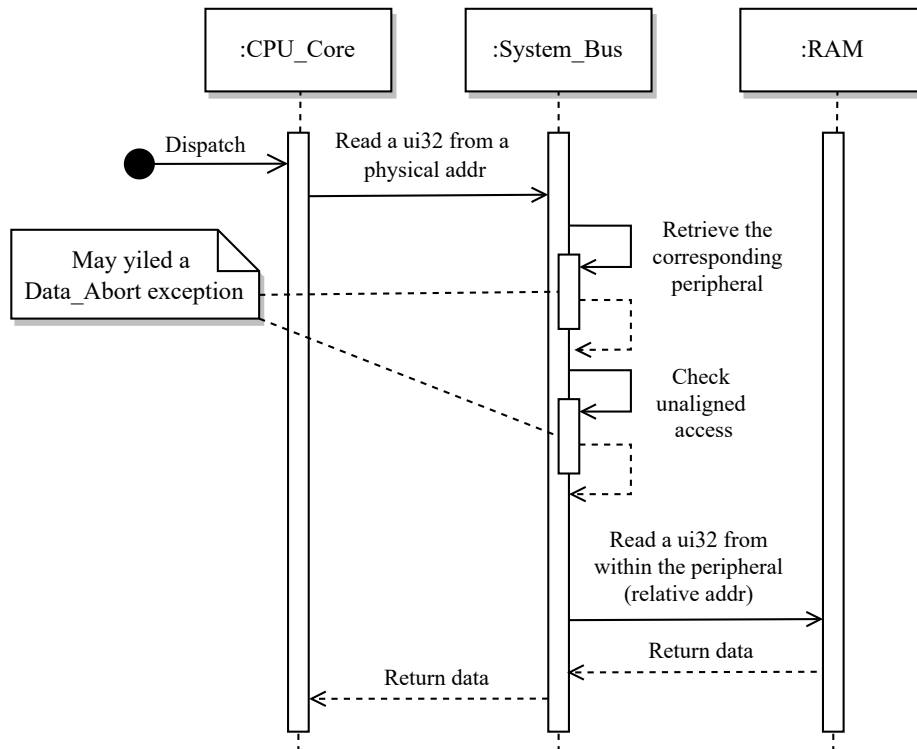 :CPU_Core
:System_Bus
:RAM
Dispatch
Read a ui32 from a
physical addr
Retrieve the
corresponding
peripheral
May yiled a
Data_Abort exception
Check
unaligned
access
Read a ui32 from
within the peripheral
(relative addr)
Return data
Return data